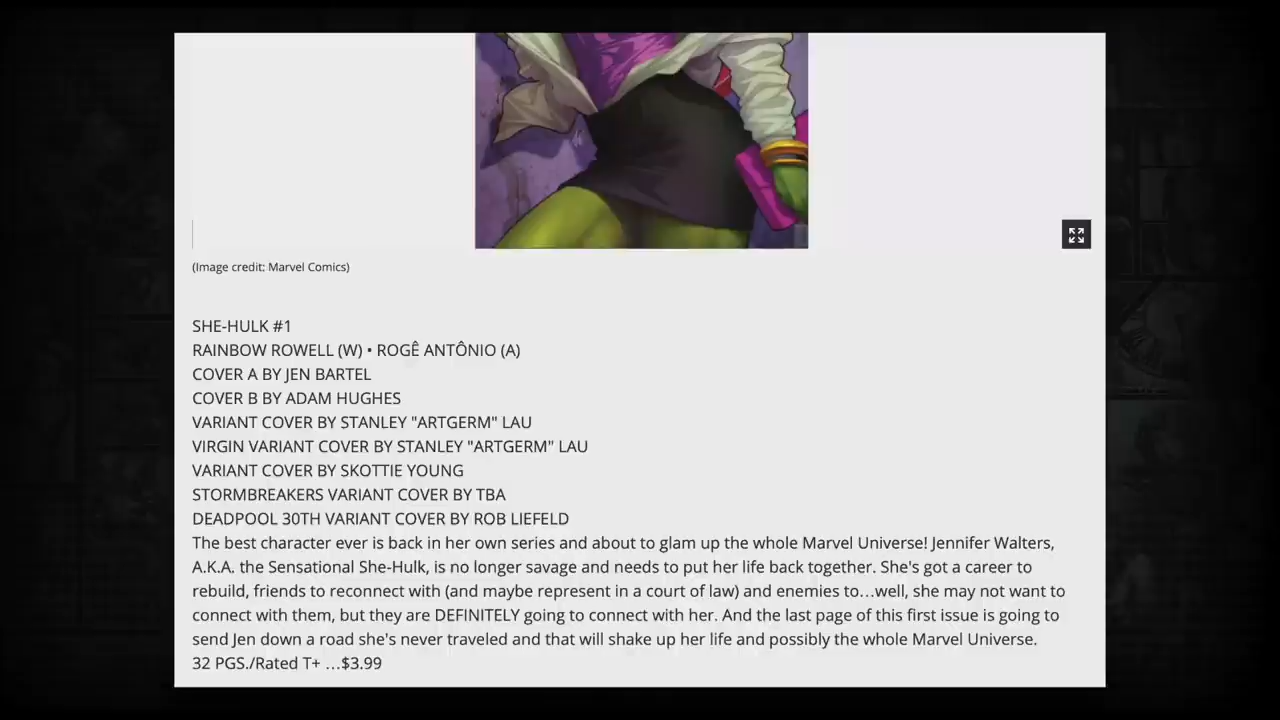 (Image credit: Marvel Comics)
SHE-HULK #1
RAINBOW ROWELL (W) • ROGÊ ANTÔNIO (A)
COVER A BY JEN BARTEL
COVER B BY ADAM HUGHES
VARIANT COVER BY STANLEY "ARTGERM" LAU
VIRGIN VARIANT COVER BY STANLEY "ARTGERM" LAU
VARIANT COVER BY SKOTTIE YOUNG
STORMBREAKERS VARIANT COVER BY TBA
DEADPOOL 30TH VARIANT COVER BY ROB LIEFELD
The best character ever is back in her own series and about to glam up the whole Marvel Universe! Jennifer Walters,
A.K.A. the Sensational She-Hulk, is no longer savage and needs to put her life back together. She's got a career to
rebuild, friends to reconnect with (and maybe represent in a court of law) and enemies to…well, she may not want to
connect with them, but they are DEFINITELY going to connect with her. And the last page of this first issue is going to
send Jen down a road she's never traveled and that will shake up her life and possibly the whole Marvel Universe.
32 PGS./Rated T+ …$3.99